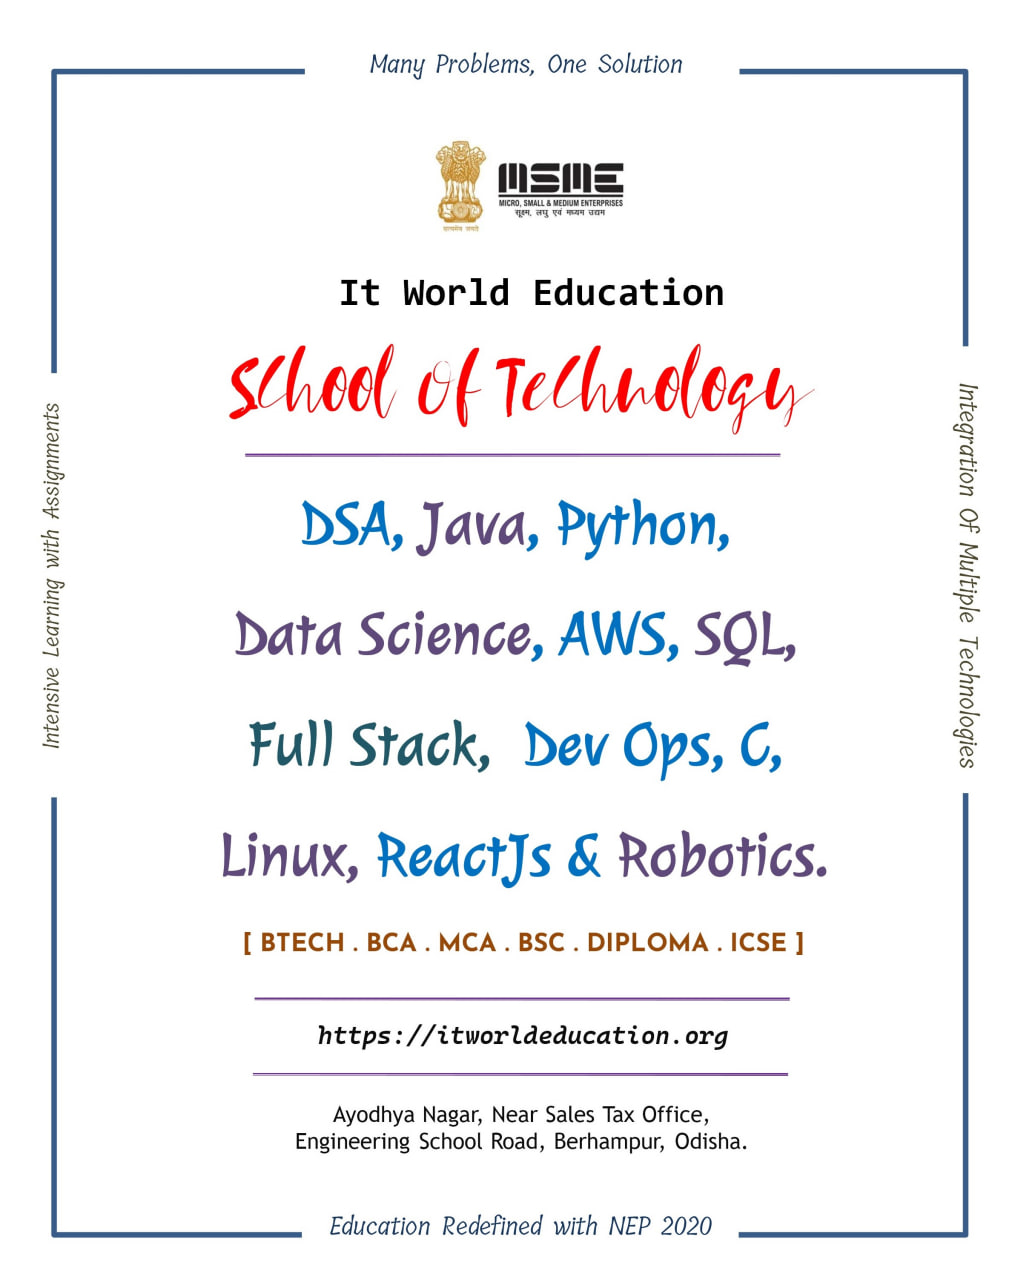 Many Problems, One Solution
MSME
MICRO, SMALL & MEDIUM ENTERPRISES
सूक्ष्म, लघु एवं मध्यम उद्यम
सत्यमेव जयते
It World Education
School Of Technology
Intensive Learning with Assignments
Integration Of Multiple Technologies
DSA, Java, Python,
Data Science, AWS, SQL,
Full Stack, Dev Ops, C,
Linux, ReactJs & Robotics.
[ BTECH . BCA . MCA . BSC . DIPLOMA . ICSE ]
https://itworldeducation.org
Ayodhya Nagar, Near Sales Tax Office,
Engineering School Road, Berhampur, Odisha.
Education Redefined with NEP 2020